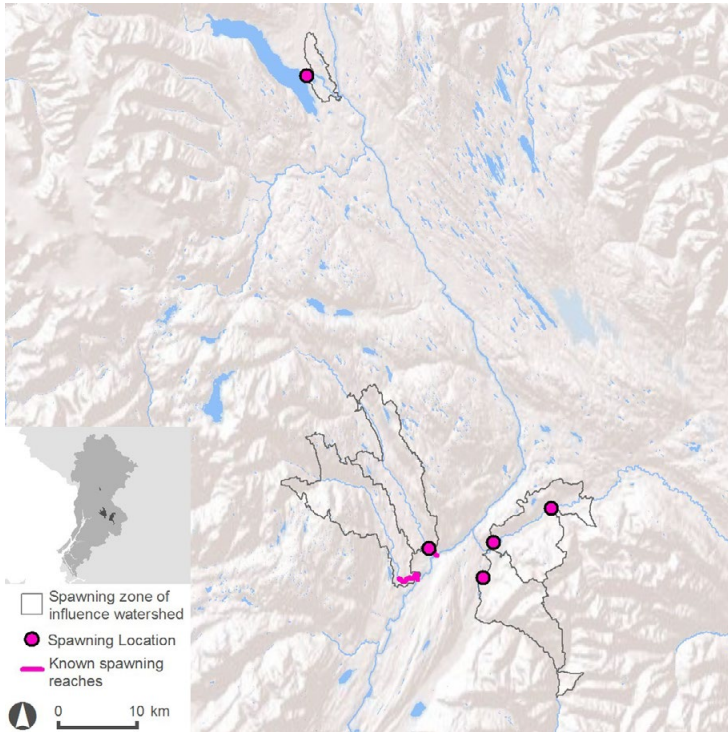 Spawning zone of
influence watershed
Spawning Location
Known spawning
reaches
0 10 km